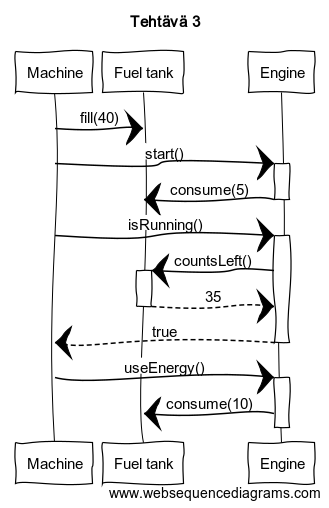 Tehtävä 3
Machine Fuel tank Engine
fill(40)
start()
consume(5)
isRunning()
countsLeft()
35
true
useEnergy()
consume(10)
Machine Fuel tank Engine
www.websequencediagrams.com